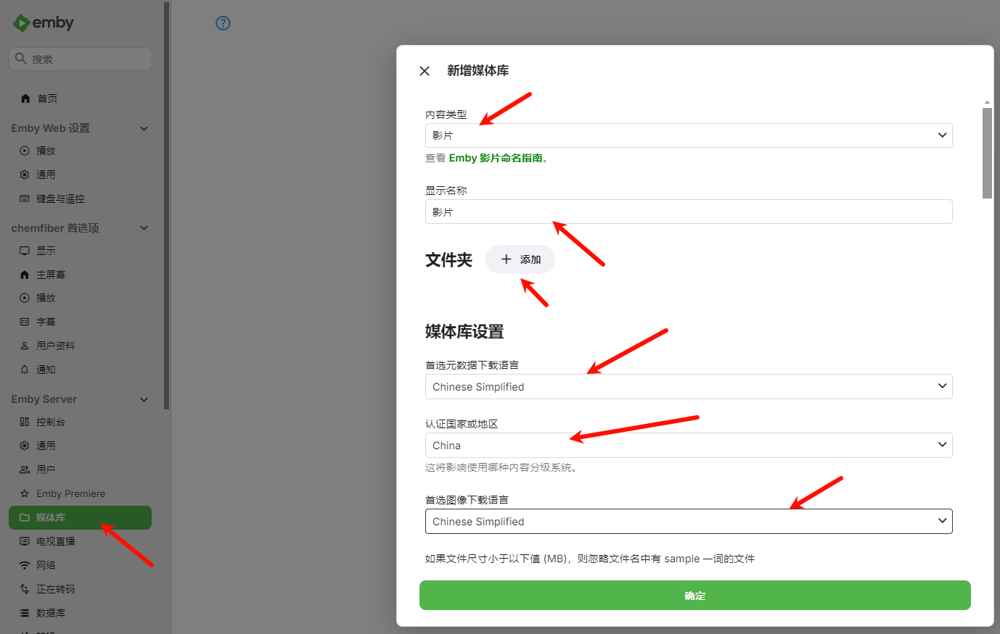 emby
搜索
首页
Emby Web 设置
播放
通用
键盘与遥控
chemfiber 首选项
显示
主屏幕
播放
字幕
用户资料
通知
Emby Server
控制台
通用
用户
Emby Premiere
媒体库
电视直播
网络
正在转码
数据库
新增媒体库
内容类型
影片
查看 Emby 影片命名指南。
显示名称
影片
文件夹
添加
媒体库设置
首选元数据下载语言
Chinese Simplified
认证国家或地区
China
这将影响使用哪种内容分级系统。
首选图像下载语言
Chinese Simplified
如果文件尺寸小于以下值 (MB)，则忽略文件名中有 sample 一词的文件
确定